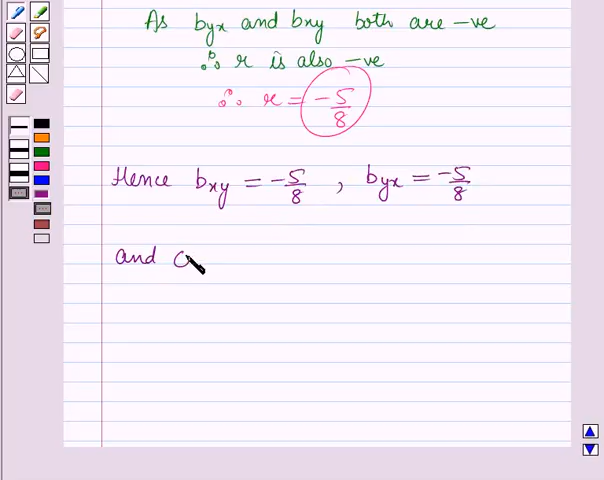 As byx and bxy both are -ve
∴ r is also -ve
∴ r = -5/8
Hence bxy = -5/8 , byx = -5/8
and c